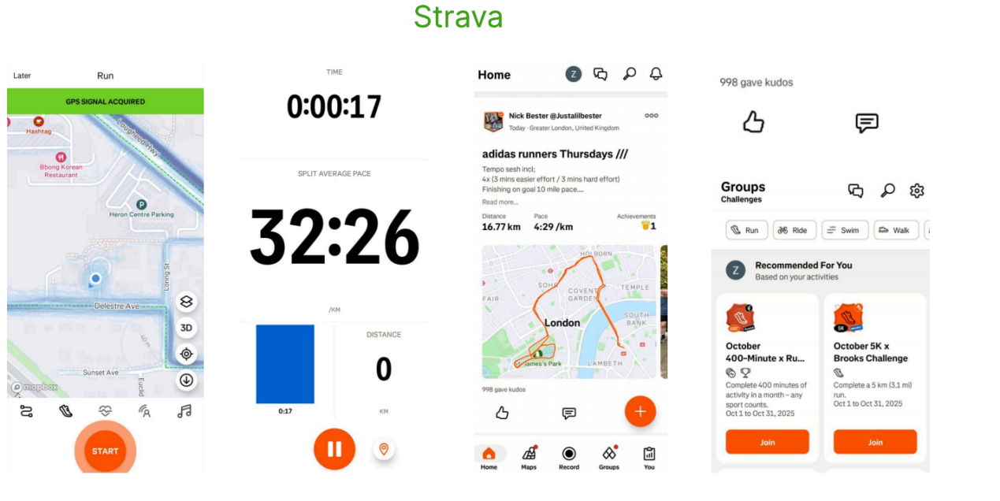 Strava
Later
Run
GPS SIGNAL ACQUIRED
Hashtag
Lougheed Hwy
Bbong Korean
Restaurant
P
Heron Centre Parking
Loring St
Delestre Ave
3D
40 m
Sunset Ave
Euclid
mapbox
START
TIME
0:00:17
SPLIT AVERAGE PACE
32:26
/KM
0:17
DISTANCE
0
KM
Home
Z
Nick Bester @Justalilbester
Today · Greater London, United Kingdom
adidas runners Thursdays ///
Tempo sesh incl;
4x (3 mins easier effort / 3 mins hard effort)
Finishing on goal 10 mile pace....
Read more...
Distance Pace Achievements
16.77 km 4:29 /km 1
HOLBORN
SOHO
COVENT
GARDEN
TEMPLE
FAIR
SOUTH
BANK
London
St James's Park
LAMBETH
998 gave kudos
+
Home Maps Record Groups You
998 gave kudos
Groups
Challenges
Run Ride Swim Walk
Z
Recommended For You
Based on your activities
October
400-Minute x Ru...
Complete 400 minutes of
activity in a month – any
sport counts.
Oct 1 to Oct 31, 2025
Join
5K
October 5K x
Brooks Challenge
Complete a 5 km (3.1 mi)
run.
Oct 1 to Oct 31, 2025
Join